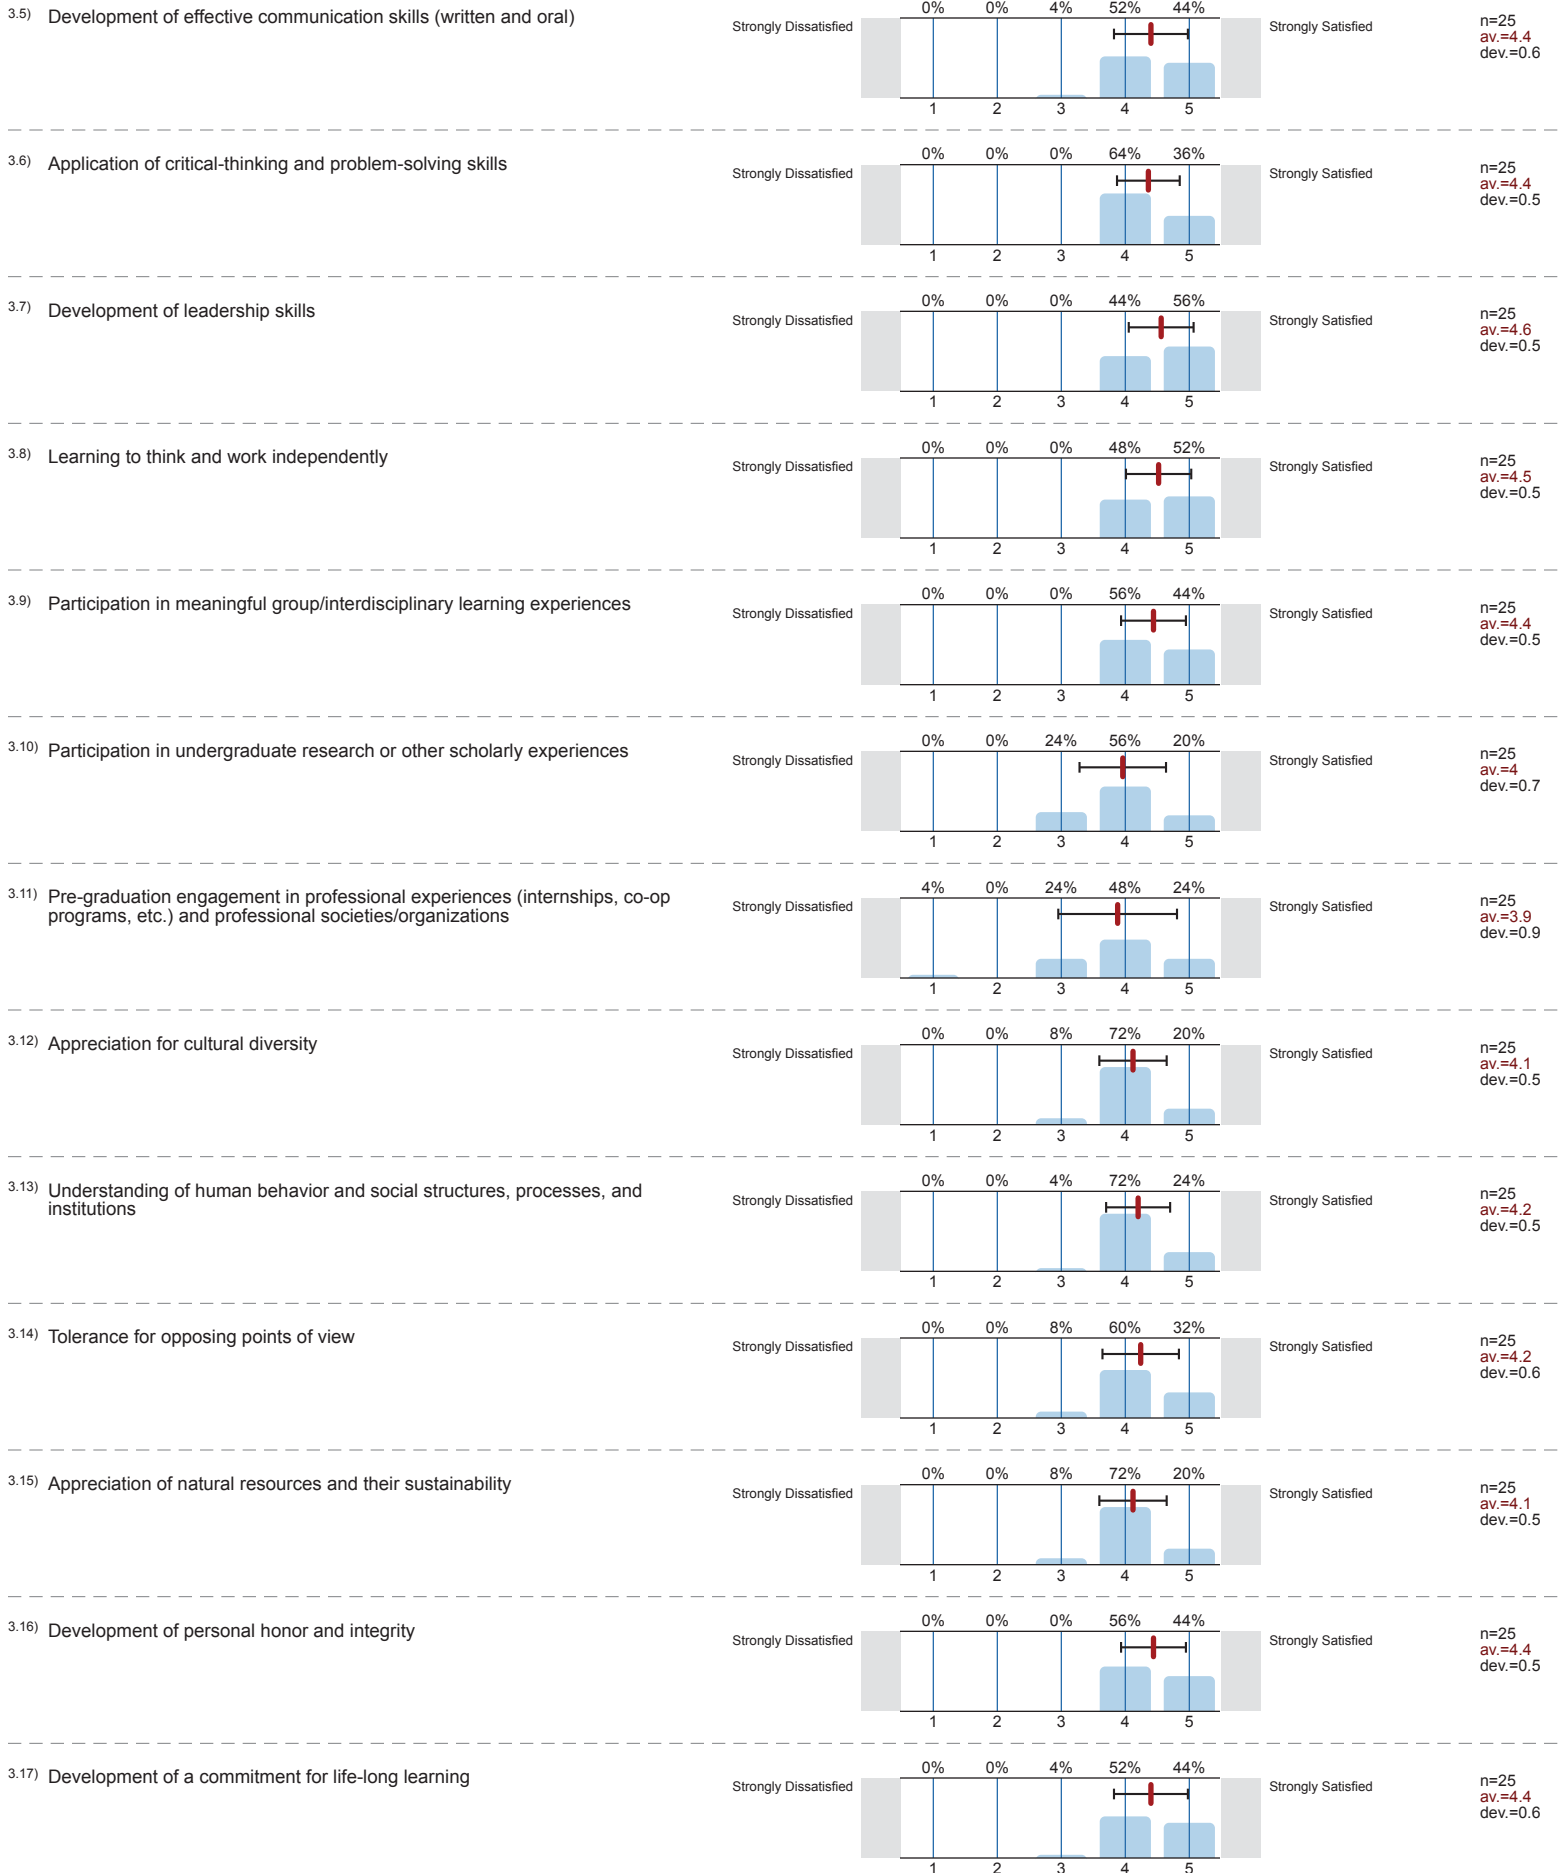 0% 0% 4% 52% 44%
3.5) Development of effective communication skills (written and oral)
Strongly Dissatisfied Strongly Satisfied
n=25
av.=4.4
dev.=0.6
1 2 3 4 5
0% 0% 0% 64% 36%
3.6) Application of critical-thinking and problem-solving skills
Strongly Dissatisfied Strongly Satisfied
n=25
av.=4.4
dev.=0.5
1 2 3 4 5
0% 0% 0% 44% 56%
3.7) Development of leadership skills
Strongly Dissatisfied Strongly Satisfied
n=25
av.=4.6
dev.=0.5
1 2 3 4 5
0% 0% 0% 48% 52%
3.8) Learning to think and work independently
Strongly Dissatisfied Strongly Satisfied
n=25
av.=4.5
dev.=0.5
1 2 3 4 5
0% 0% 0% 56% 44%
3.9) Participation in meaningful group/interdisciplinary learning experiences
Strongly Dissatisfied Strongly Satisfied
n=25
av.=4.4
dev.=0.5
1 2 3 4 5
0% 0% 24% 56% 20%
3.10) Participation in undergraduate research or other scholarly experiences
Strongly Dissatisfied Strongly Satisfied
n=25
av.=4
dev.=0.7
1 2 3 4 5
4% 0% 24% 48% 24%
3.11) Pre-graduation engagement in professional experiences (internships, co-op
programs, etc.) and professional societies/organizations
Strongly Dissatisfied Strongly Satisfied
n=25
av.=3.9
dev.=0.9
1 2 3 4 5
0% 0% 8% 72% 20%
3.12) Appreciation for cultural diversity
Strongly Dissatisfied Strongly Satisfied
n=25
av.=4.1
dev.=0.5
1 2 3 4 5
0% 0% 4% 72% 24%
3.13) Understanding of human behavior and social structures, processes, and
institutions
Strongly Dissatisfied Strongly Satisfied
n=25
av.=4.2
dev.=0.5
1 2 3 4 5
0% 0% 8% 60% 32%
3.14) Tolerance for opposing points of view
Strongly Dissatisfied Strongly Satisfied
n=25
av.=4.2
dev.=0.6
1 2 3 4 5
0% 0% 8% 72% 20%
3.15) Appreciation of natural resources and their sustainability
Strongly Dissatisfied Strongly Satisfied
n=25
av.=4.1
dev.=0.5
1 2 3 4 5
0% 0% 0% 56% 44%
3.16) Development of personal honor and integrity
Strongly Dissatisfied Strongly Satisfied
n=25
av.=4.4
dev.=0.5
1 2 3 4 5
0% 0% 4% 52% 44%
3.17) Development of a commitment for life-long learning
Strongly Dissatisfied Strongly Satisfied
n=25
av.=4.4
dev.=0.6
1 2 3 4 5